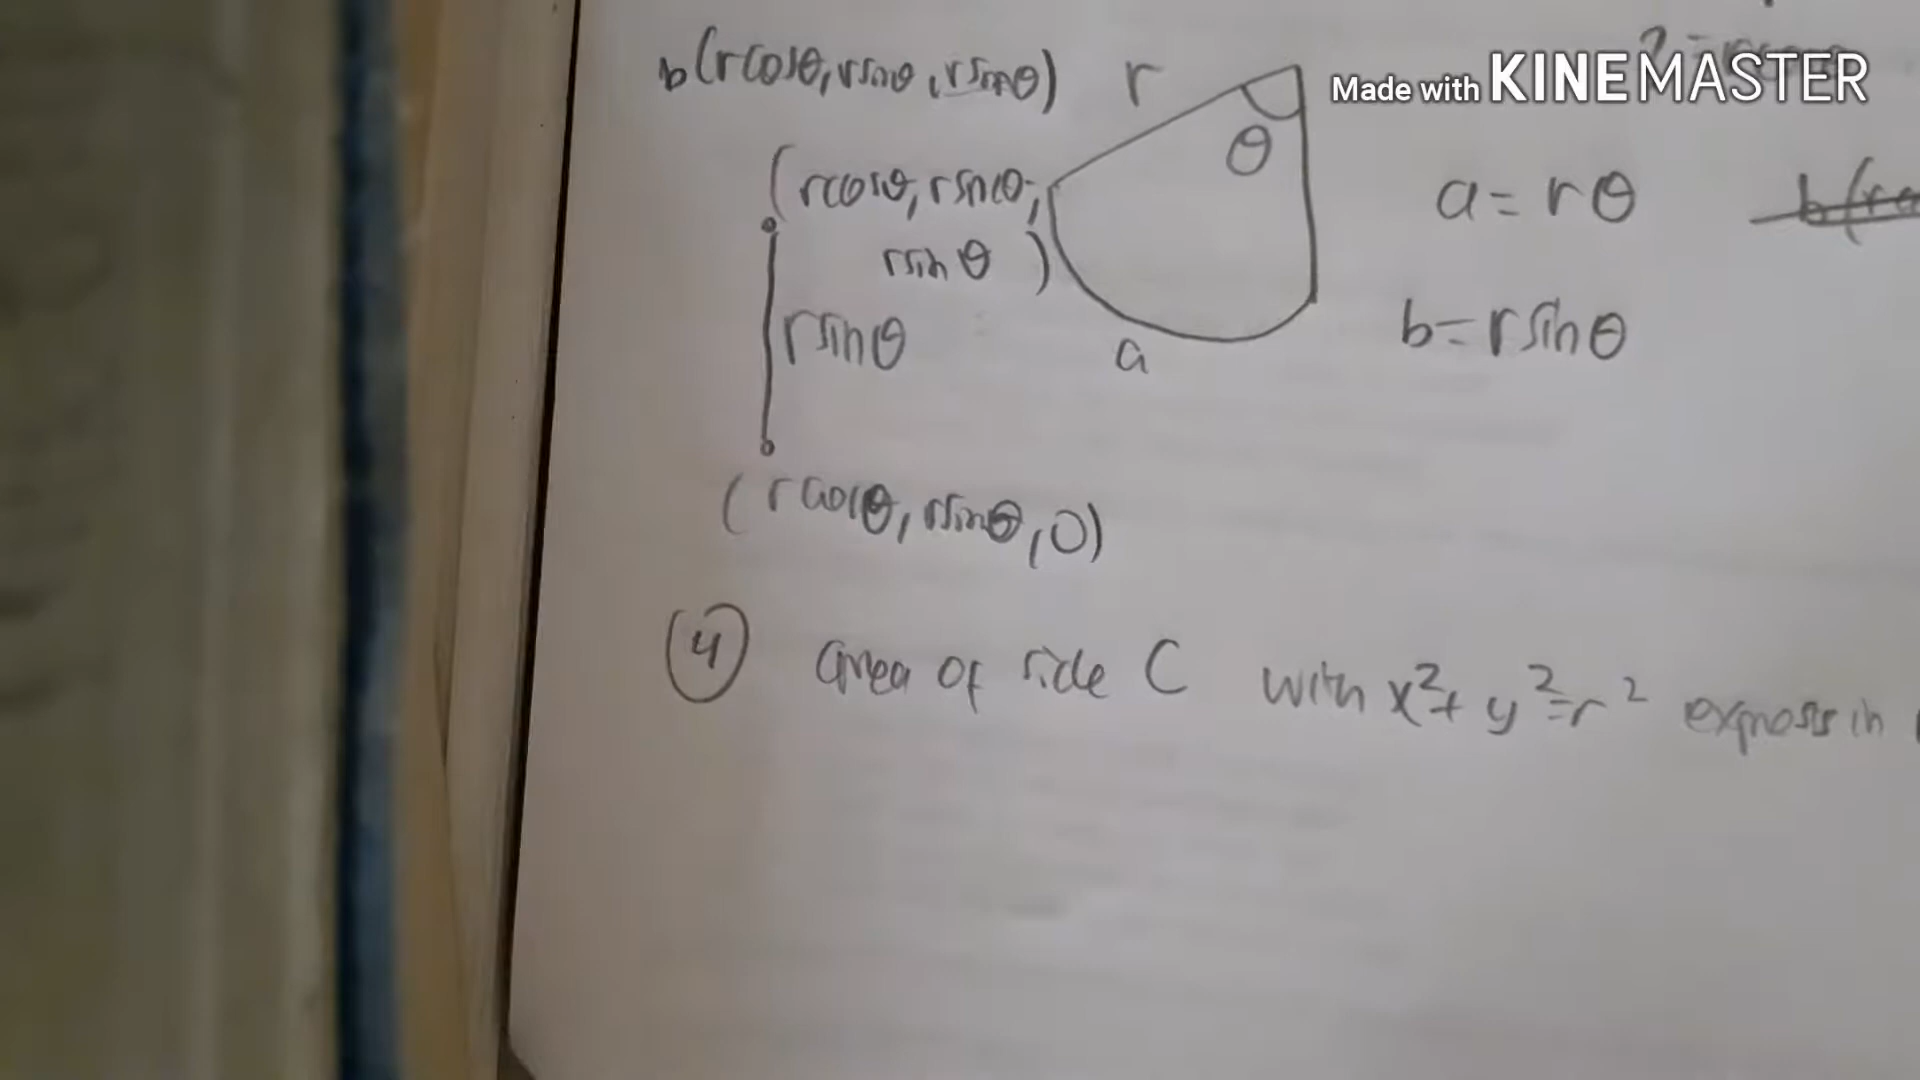 b(rcosθ, rsinθ, rsinθ)
r
θ
Made with KINEMASTER
(rcosθ, rsinθ,
rsinθ)
a = rθ
rsinθ
a
b = rsinθ
(rcosθ, rsinθ, 0)
④ area of side C with x²+ y²=r² express in